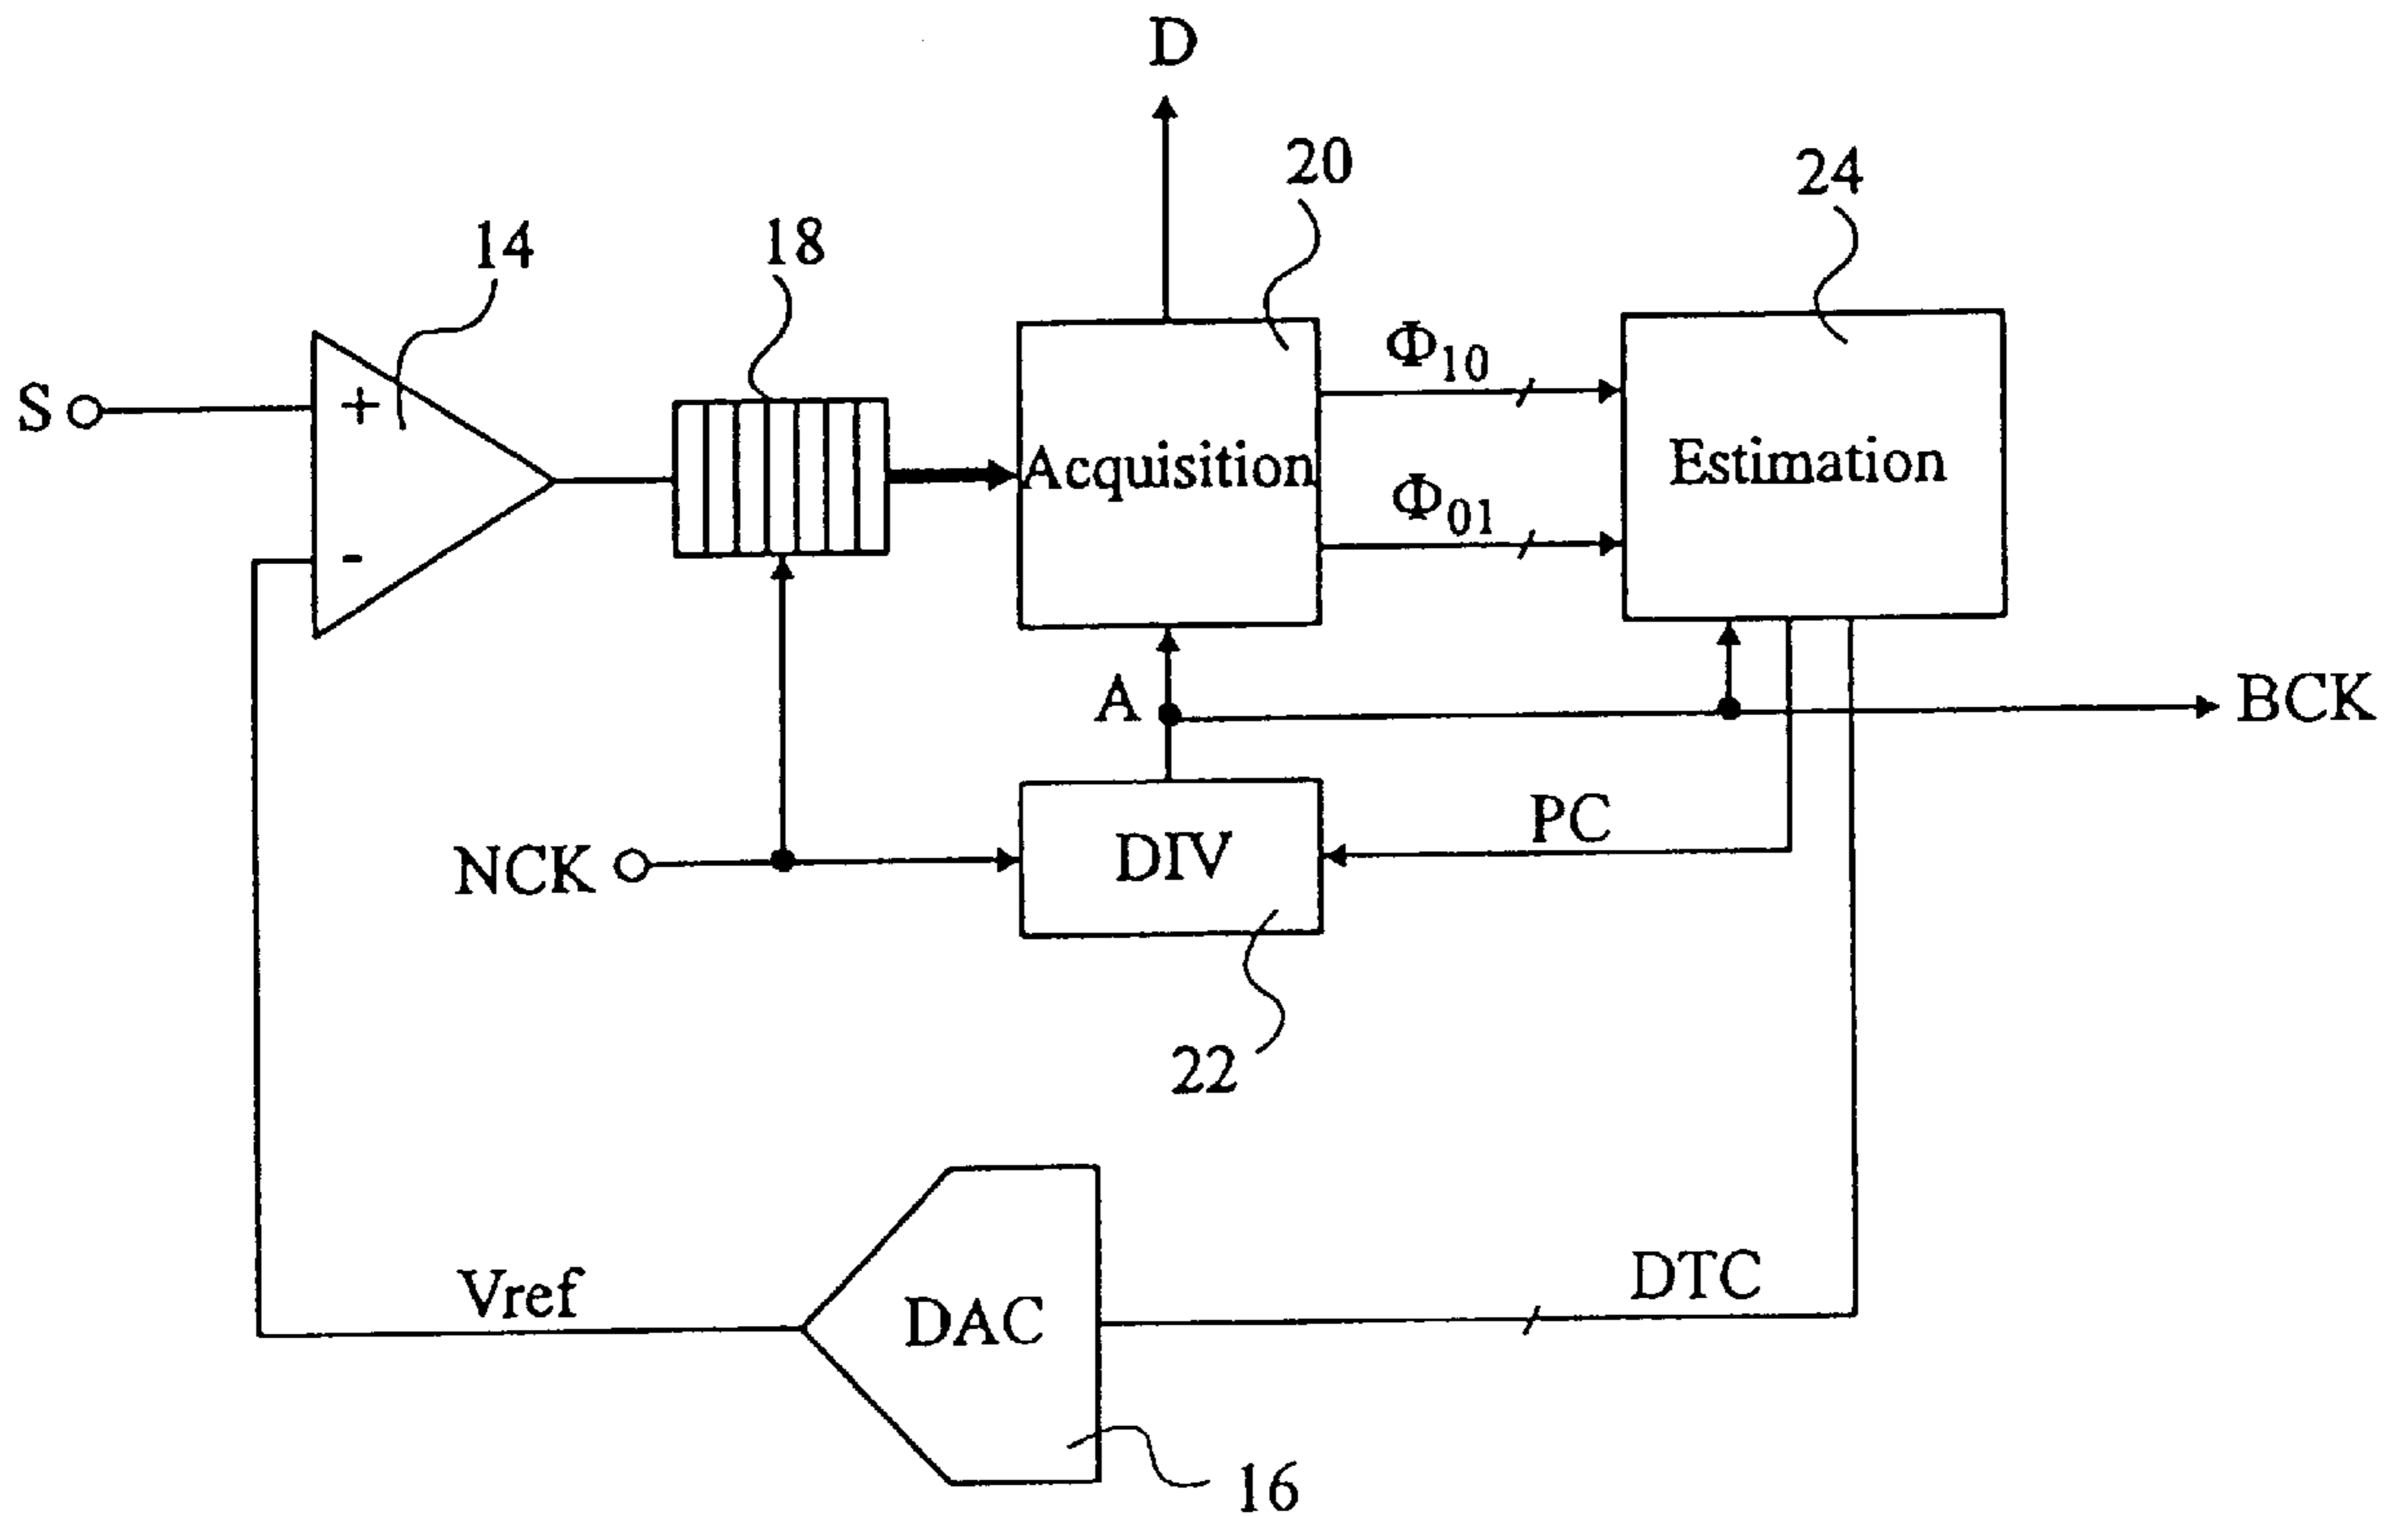 D
20
24
14
18
Φ10
S
+
Acquisition
Estimation
Φ01
-
A
BCK
PC
NCK
DIV
22
DTC
Vref
DAC
16